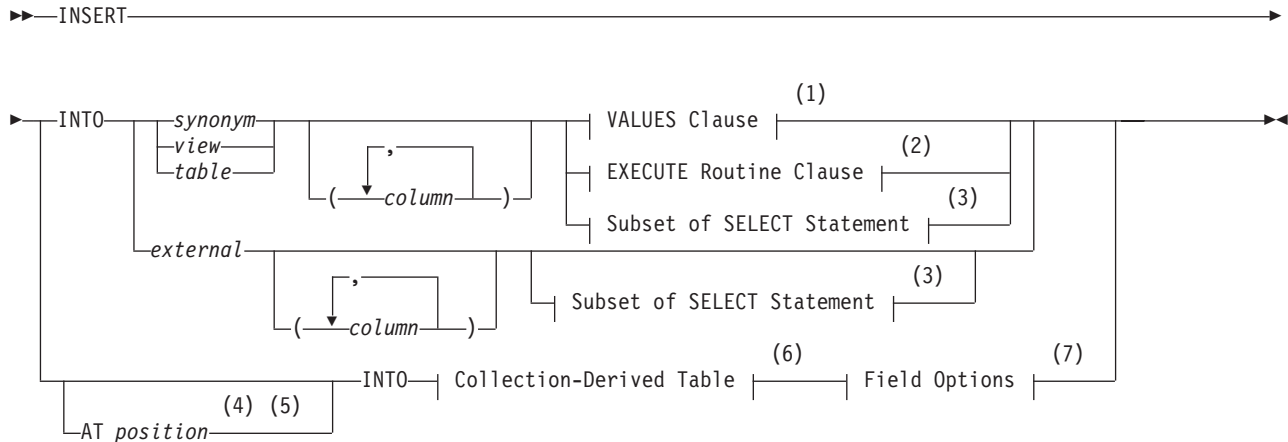 INSERT
(1)
INTO synonym VALUES Clause
view
, (2)
table EXECUTE Routine Clause
( column ) (3)
Subset of SELECT Statement
external
, (3)
Subset of SELECT Statement
( column )
(6) (7)
INTO Collection-Derived Table Field Options
(4) (5)
AT position